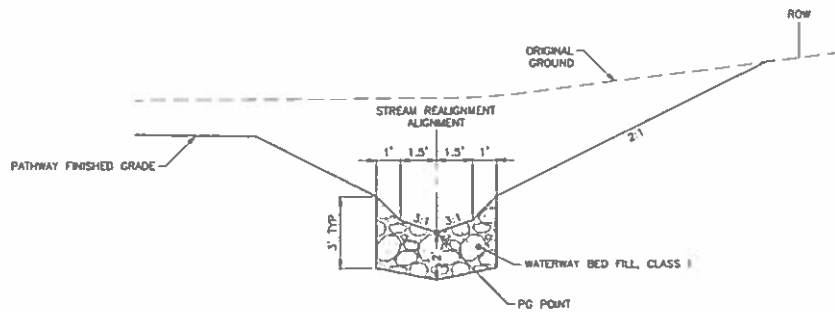 ROW
ORIGINAL
GROUND
STREAM REALIGNMENT
ALIGNMENT
1'
1.5'
1.5'
1'
2:1
PATHWAY FINISHED GRADE
3:1
3:1
3' TYP
2'
WATERWAY BED FILL, CLASS I
PG POINT